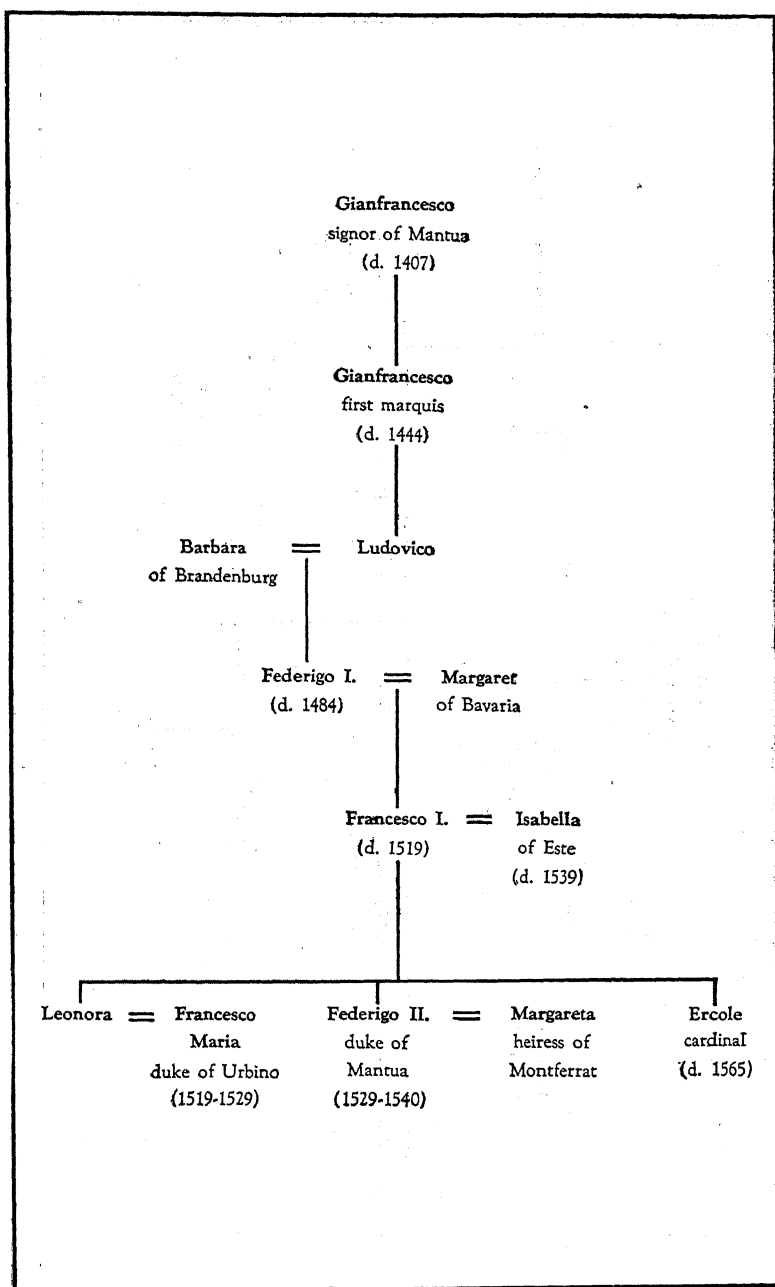 Gianfrancesco
signor of Mantua
(d. 1407)
Gianfrancesco
first marquis
(d. 1444)
Barbara = Ludovico
of Brandenburg
Federigo I. = Margaret
(d. 1484) of Bavaria
Francesco I. = Isabella
(d. 1519) of Este
(d. 1539)
Leonora = Francesco Federigo II. = Margareta Ercole
Maria duke of heiress of cardinal
duke of Urbino Mantua Montferrat (d. 1565)
(1519-1529) (1529-1540)